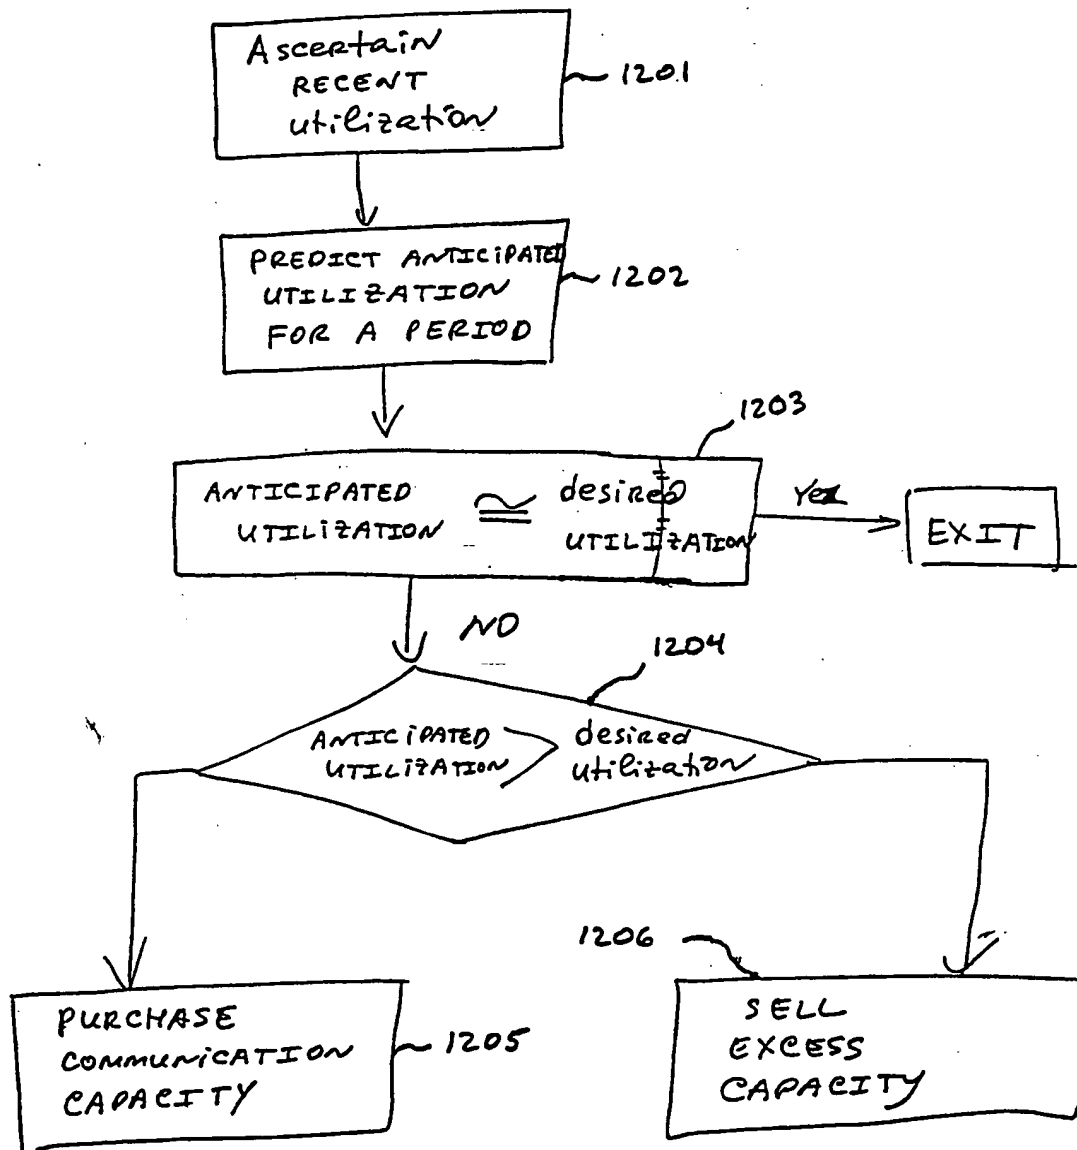 Ascertain
RECENT
utilization
1201
PREDICT ANTICIPATED
UTILIZATION
FOR A PERIOD
1202
1203
ANTICIPATED
UTILIZATION
≅
desired
UTILIZATION
Yes
EXIT
NO
1204
ANTICIPATED
UTILIZATION
>
desired
utilization
PURCHASE
COMMUNICATION
CAPACITY
1205
1206
SELL
EXCESS
CAPACITY